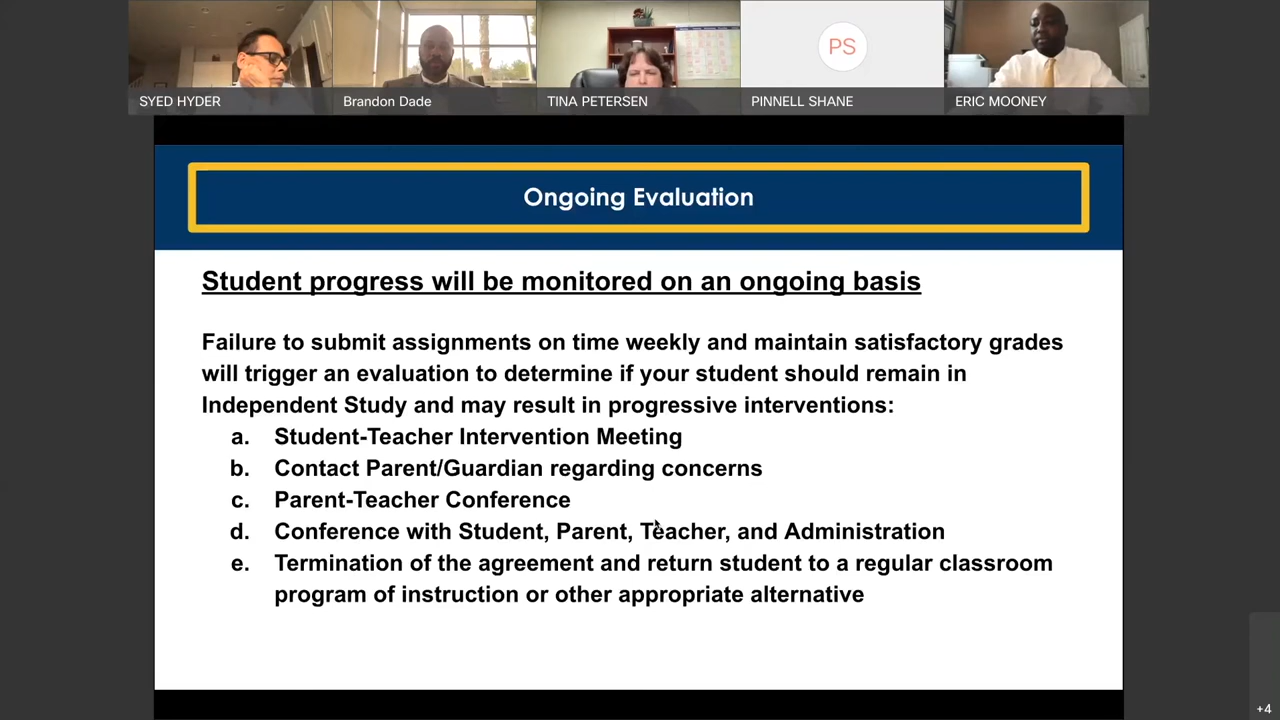 PS
SYED HYDER
Brandon Dade
TINA PETERSEN
PINNELL SHANE
ERIC MOONEY
Ongoing Evaluation
Student progress will be monitored on an ongoing basis
Failure to submit assignments on time weekly and maintain satisfactory grades
will trigger an evaluation to determine if your student should remain in
Independent Study and may result in progressive interventions:
a. Student-Teacher Intervention Meeting
b. Contact Parent/Guardian regarding concerns
c. Parent-Teacher Conference
d. Conference with Student, Parent, Teacher, and Administration
e. Termination of the agreement and return student to a regular classroom
program of instruction or other appropriate alternative
+4